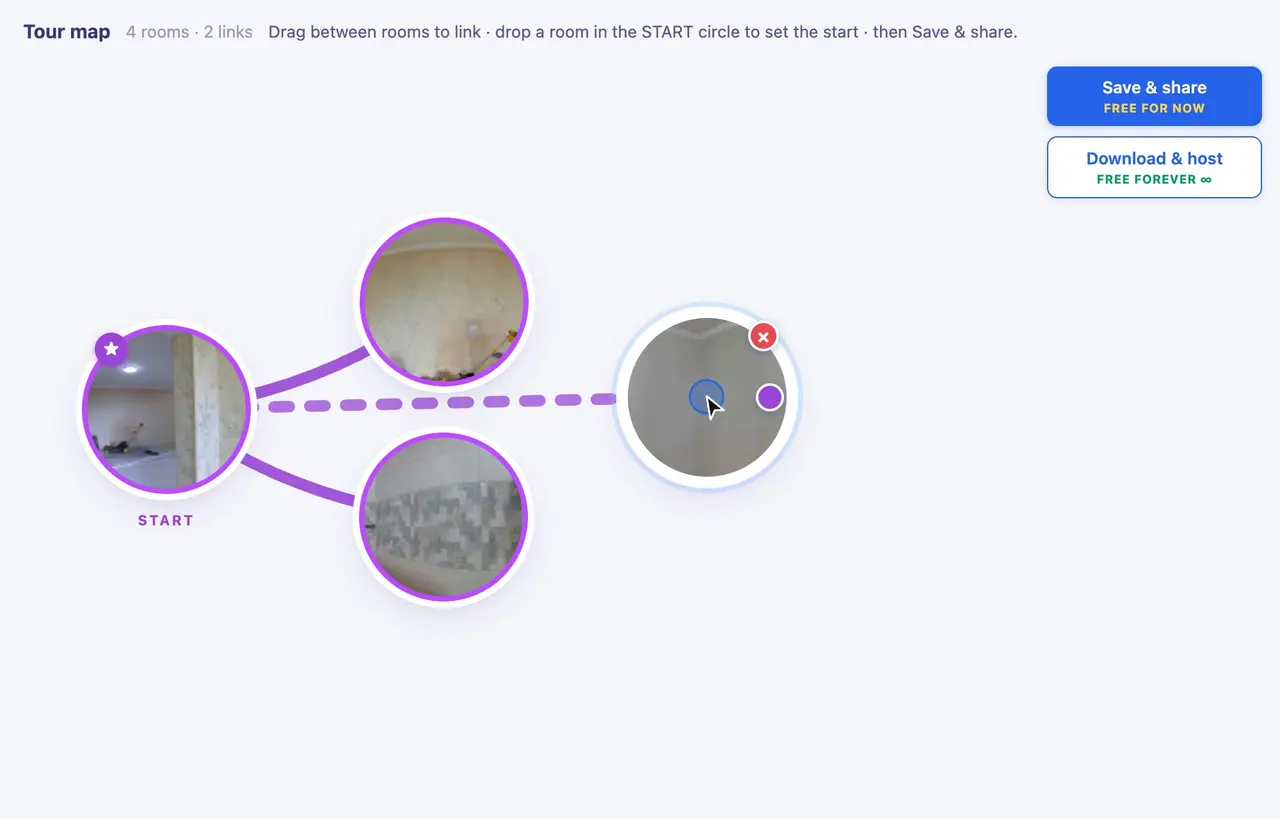 Tour map 4 rooms · 2 links Drag between rooms to link · drop a room in the START circle to set the start · then Save & share.
Save & share
FREE FOR NOW
Download & host
FREE FOREVER ∞
START